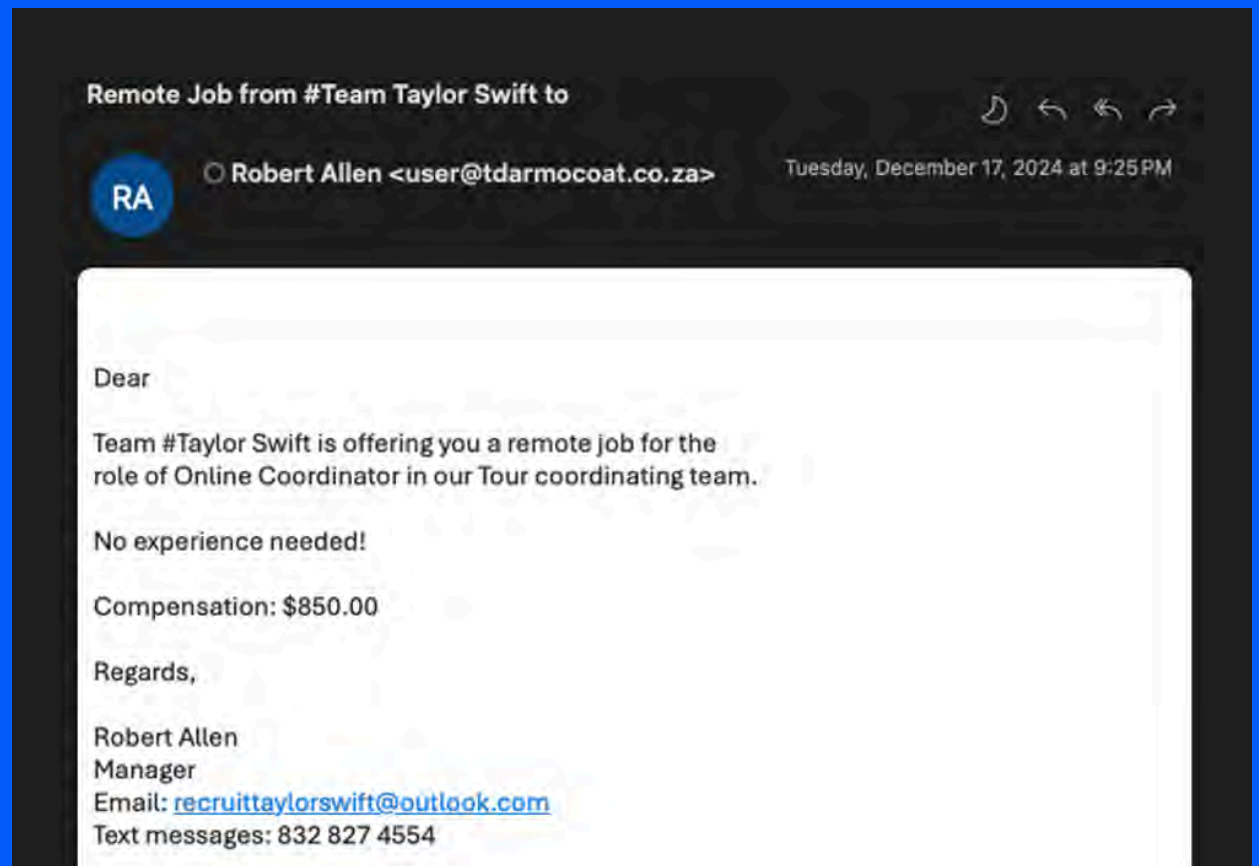 Remote Job from #Team Taylor Swift to
RA
Robert Allen <user@tdarmocoat.co.za>
Tuesday, December 17, 2024 at 9:25 PM
Dear
Team #Taylor Swift is offering you a remote job for the
role of Online Coordinator in our Tour coordinating team.
No experience needed!
Compensation: $850.00
Regards,
Robert Allen
Manager
Email: recruittaylorswift@outlook.com
Text messages: 832 827 4554